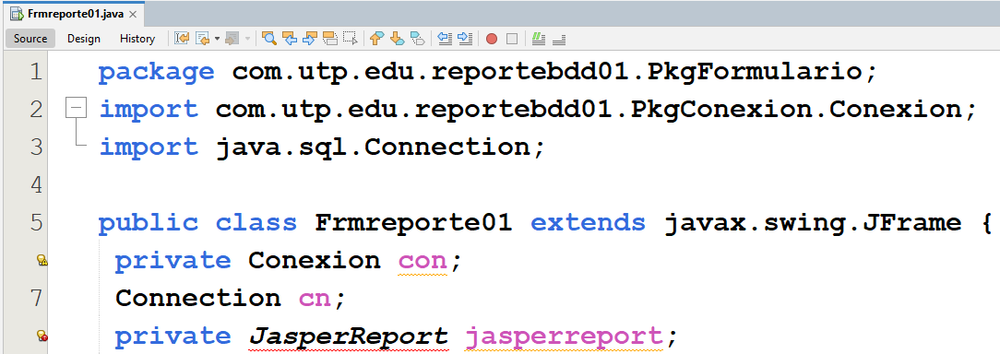 Frmreporte01.java
Source Design History
1 package com.utp.edu.reportebdd01.PkgFormulario;
2 import com.utp.edu.reportebdd01.PkgConexion.Conexion;
3 import java.sql.Connection;
4
5 public class Frmreporte01 extends javax.swing.JFrame {
private Conexion con;
7 Connection cn;
private JasperReport jasperreport;